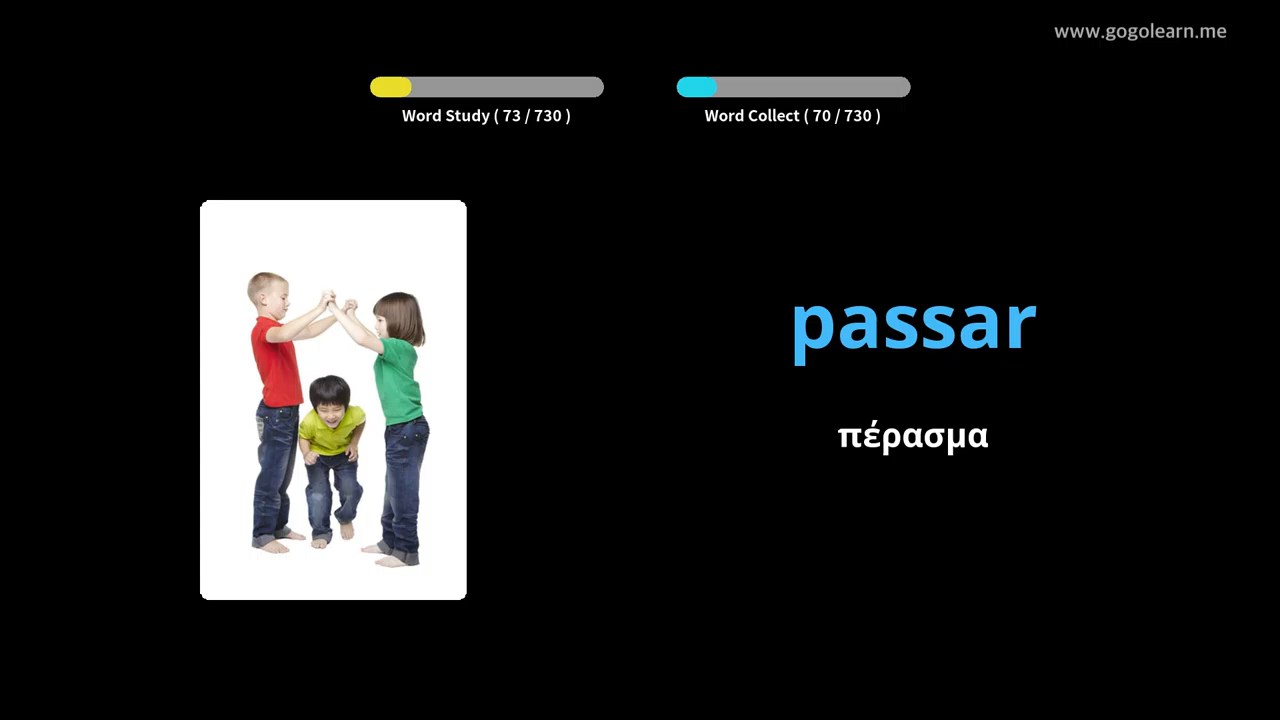 www.gogolearn.me
Word Study ( 73 / 730 )
Word Collect ( 70 / 730 )
passar
πέρασμα